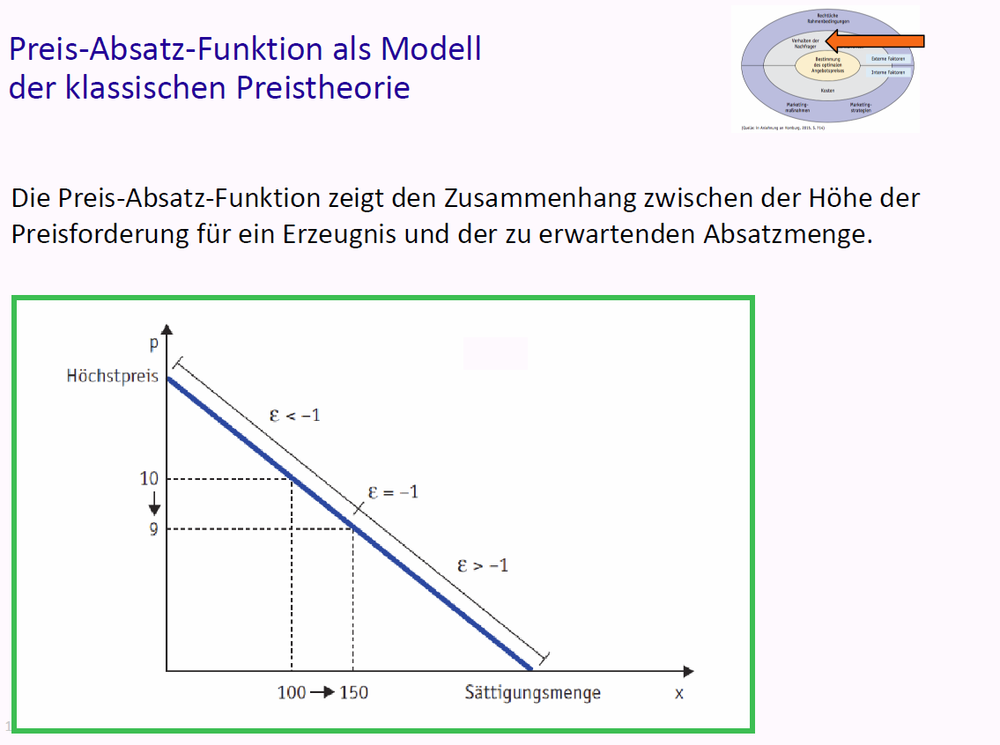 Preis-Absatz-Funktion als Modell
der klassischen Preistheorie
Rechtliche
Rahmenbedingungen
Verhalten der
Nachfrager
Bestimmung
des optimalen
Angebotspreises
Externe Faktoren
Interne Faktoren
Kosten
Marketing-
maßnahmen
Marketing-
strategien
(Quelle: in Anlehnung an Homburg, 2015, S. 714)
Die Preis-Absatz-Funktion zeigt den Zusammenhang zwischen der Höhe der
Preisforderung für ein Erzeugnis und der zu erwartenden Absatzmenge.
p
Höchstpreis
ε < −1
10
ε = −1
9
ε > −1
100 → 150
Sättigungsmenge
x
1